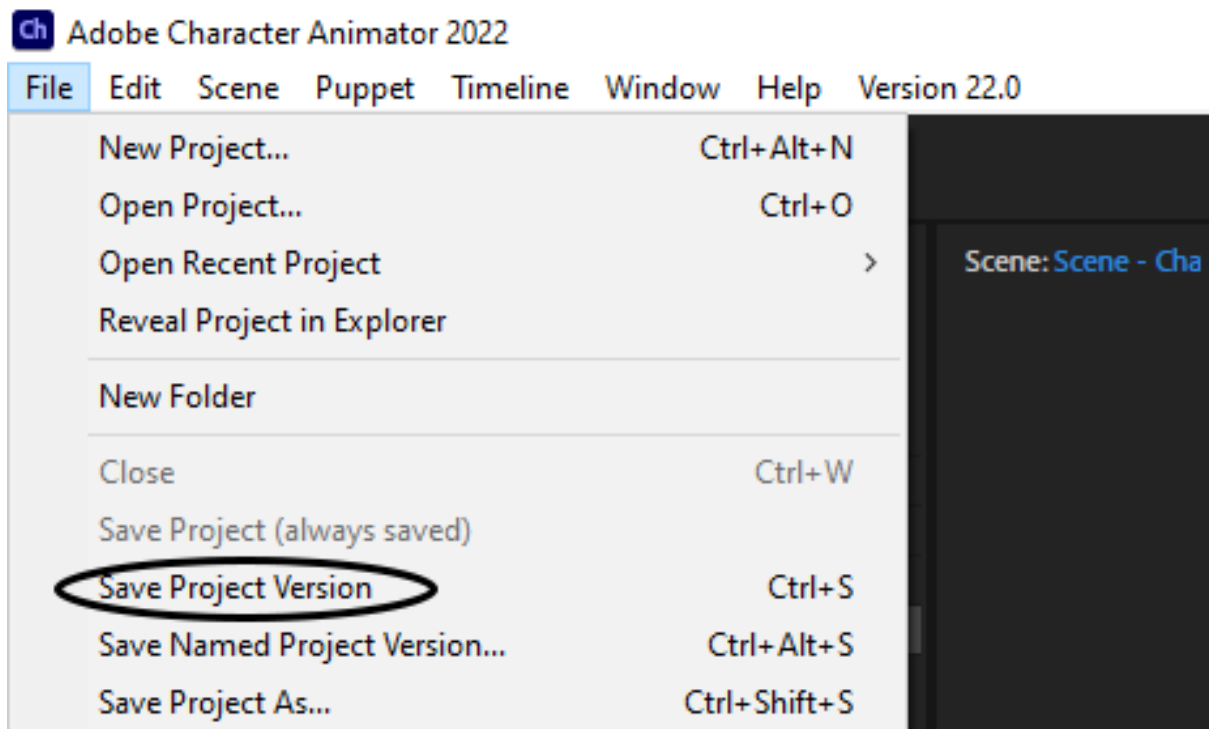 Ch Adobe Character Animator 2022
File Edit Scene Puppet Timeline Window Help Version 22.0
New Project... Ctrl+Alt+N
Open Project... Ctrl+O
Open Recent Project >
Scene: Scene - Cha
Reveal Project in Explorer
New Folder
Close Ctrl+W
Save Project (always saved)
Save Project Version Ctrl+S
Save Named Project Version... Ctrl+Alt+S
Save Project As... Ctrl+Shift+S